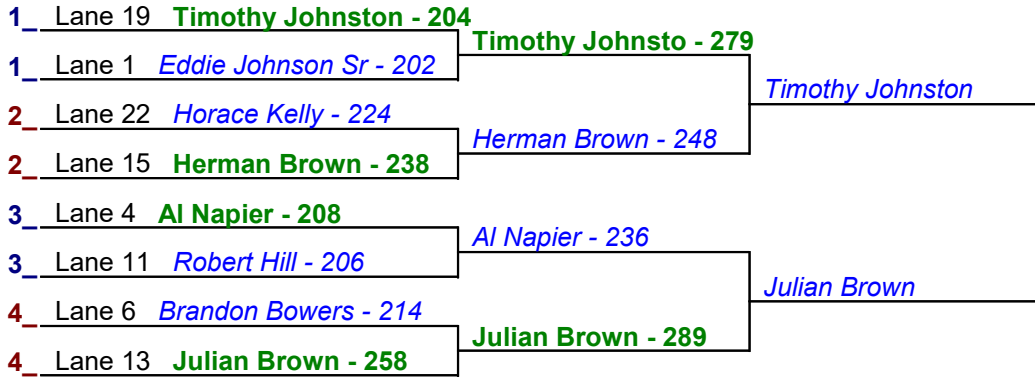 1_ Lane 19 Timothy Johnston - 204
Timothy Johnsto - 279
1_ Lane 1 Eddie Johnson Sr - 202
Timothy Johnston
2_ Lane 22 Horace Kelly - 224
Herman Brown - 248
2_ Lane 15 Herman Brown - 238
3_ Lane 4 Al Napier - 208
Al Napier - 236
3_ Lane 11 Robert Hill - 206
Julian Brown
4_ Lane 6 Brandon Bowers - 214
Julian Brown - 289
4_ Lane 13 Julian Brown - 258